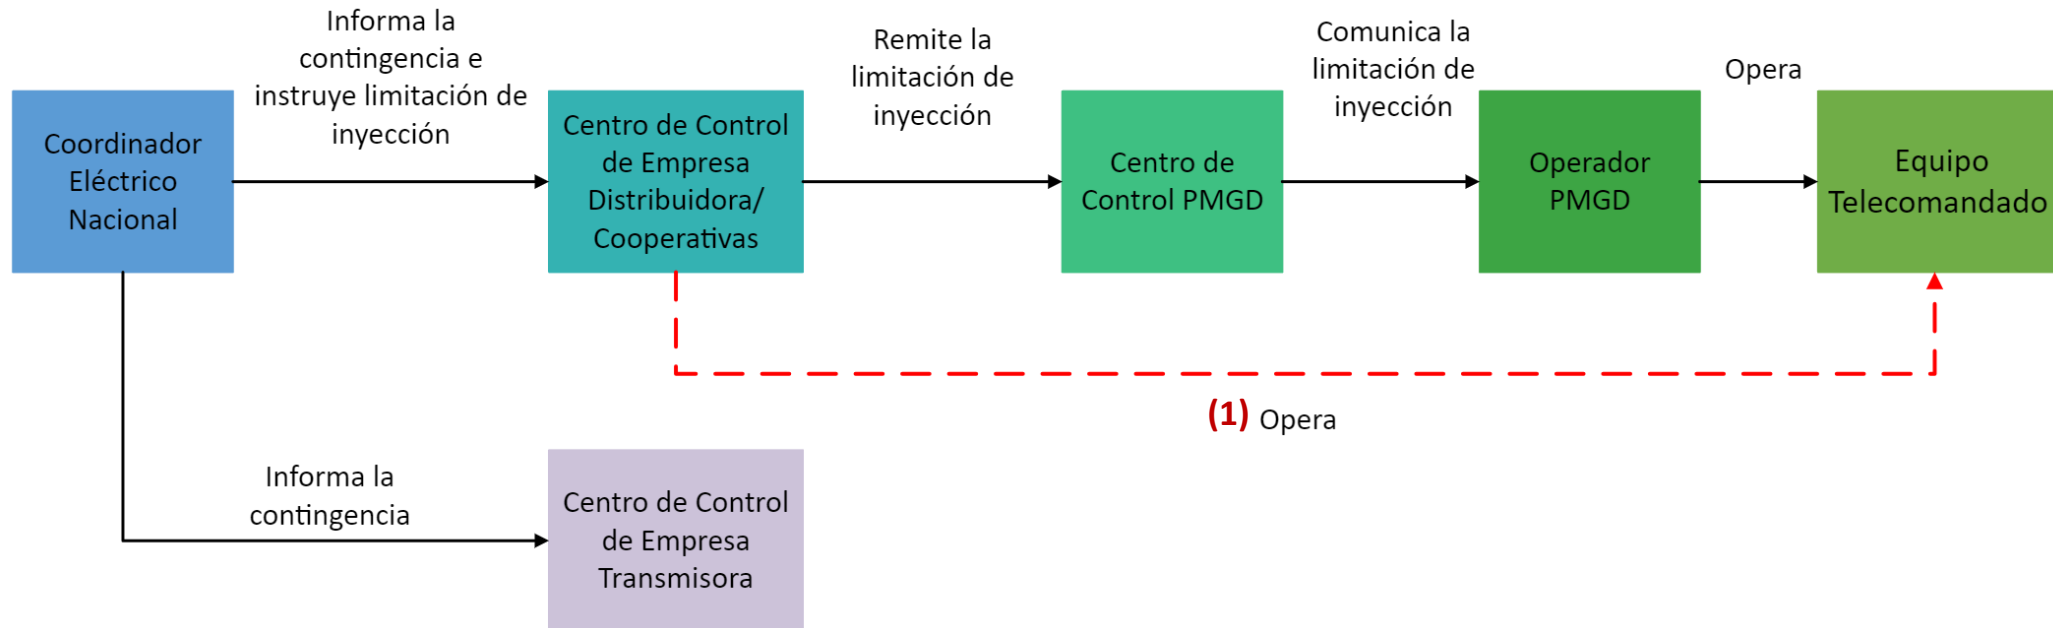 Informa la
contingencia e
instruye limitación de
inyección
Remite la
limitación de
inyección
Comunica la
limitación de
inyección
Opera
Coordinador
Eléctrico
Nacional
Centro de Control
de Empresa
Distribuidora/
Cooperativas
Centro de
Control PMGD
Operador
PMGD
Equipo
Telecomandado
(1) Opera
Informa la
contingencia
Centro de Control
de Empresa
Transmisora